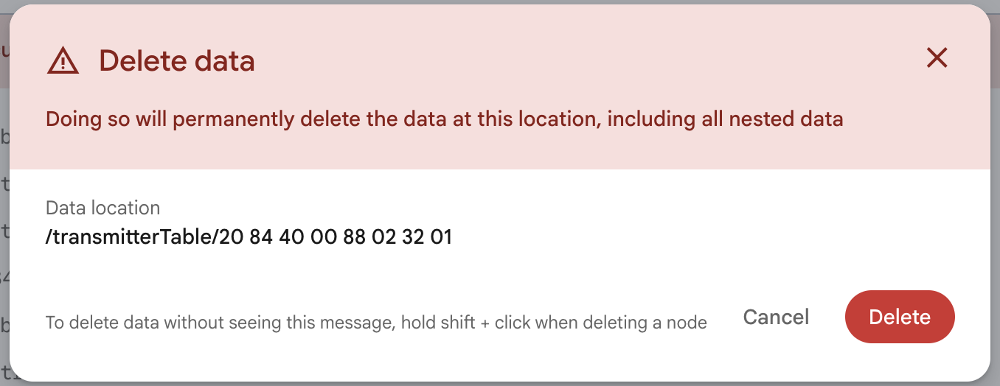 Delete data
Doing so will permanently delete the data at this location, including all nested data
Data location
/transmitterTable/20 84 40 00 88 02 32 01
To delete data without seeing this message, hold shift + click when deleting a node
Cancel
Delete